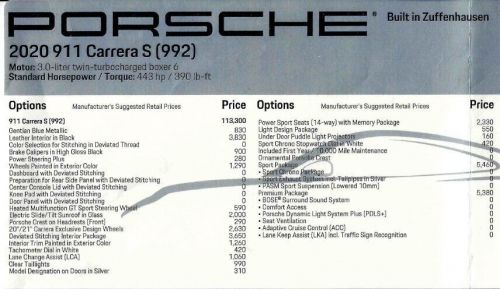 PORSCHE® Built in Zuffenhausen
2020 911 Carrera S (992)
Motor: 3.0-liter twin-turbocharged boxer 6
Standard Horsepower / Torque: 443 hp / 390 lb-ft
Options Manufacturer's Suggested Retail Prices Price
911 Carrera S (992) 113,300
Gentian Blue Metallic 830
Leather Interior in Black 3,830
Color Selection for Stitching in Deviated Thread 0
Brake Calipers in High Gloss Black 900
Power Steering Plus 280
Wheels Painted in Exterior Color 1,290
Dashboard with Deviated Stitching 0
Preparation for Rear Side Panel with Deviated Stitching 0
Center Console Lid with Deviated Stitching 0
Knee Pad with Deviated Stitching 0
Door Panel with Deviated Stitching 0
Heated Multifunction GT Sport Steering Wheel 590
Electric Slide/Tilt Sunroof in Glass 2,000
Porsche Crest on Headrests (Front) 290
20"/21" Carrera Exclusive Design Wheels 2,630
Deviated Stitching Interior Package 3,650
Interior Trim Painted in Exterior Color 1,260
Tachometer Dial in White 420
Lane Change Assist (LCA) 1,060
Clear Taillights 990
Model Designation on Doors in Silver 310
Options Manufacturer's Suggested Retail Prices Price
Power Sport Seats (14-way) with Memory Package 2,330
Light Design Package 550
Under Door Puddle Light Projectors 160
Sport Chrono Stopwatch Dial in White 420
Included First Year / 10,000 Mile Maintenance 0
Ornamental Porsche Crest 0
Sport Package 5,460
• Sport Chrono Package
• Sport Exhaust System incl. Tailpipes in Silver 0
• PASM Sport Suspension (Lowered 10mm) 0
Premium Package 5,380
• BOSE® Surround Sound System 0
• Comfort Access 0
• Porsche Dynamic Light System Plus (PDLS+) 0
• Seat Ventilation 0
• Adaptive Cruise Control (ACC) 0
• Lane Keep Assist (LKA) incl. Traffic Sign Recognition 0